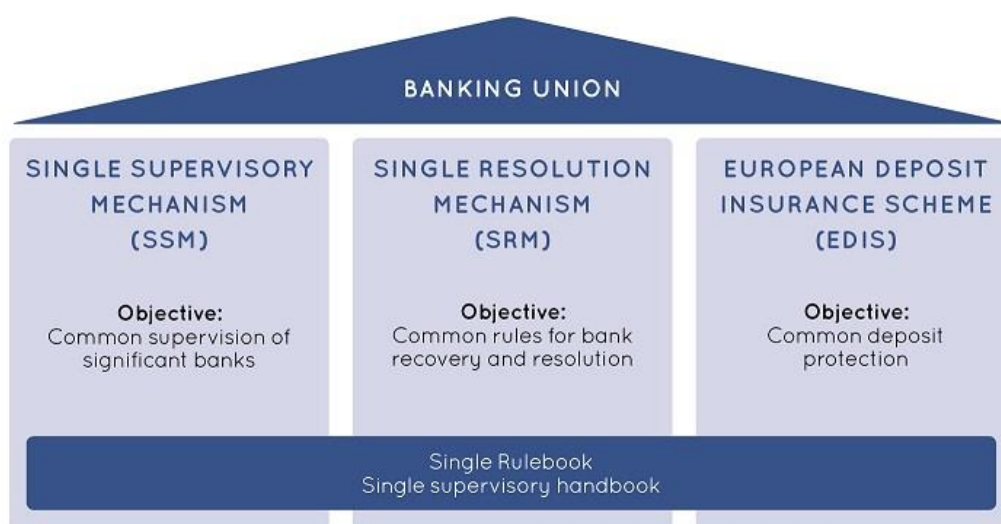 BANKING UNION
SINGLE SUPERVISORY
MECHANISM
(SSM)
Objective:
Common supervision of
significant banks
SINGLE RESOLUTION
MECHANISM
(SRM)
Objective:
Common rules for bank
recovery and resolution
EUROPEAN DEPOSIT
INSURANCE SCHEME
(EDIS)
Objective:
Common deposit
protection
Single Rulebook
Single supervisory handbook